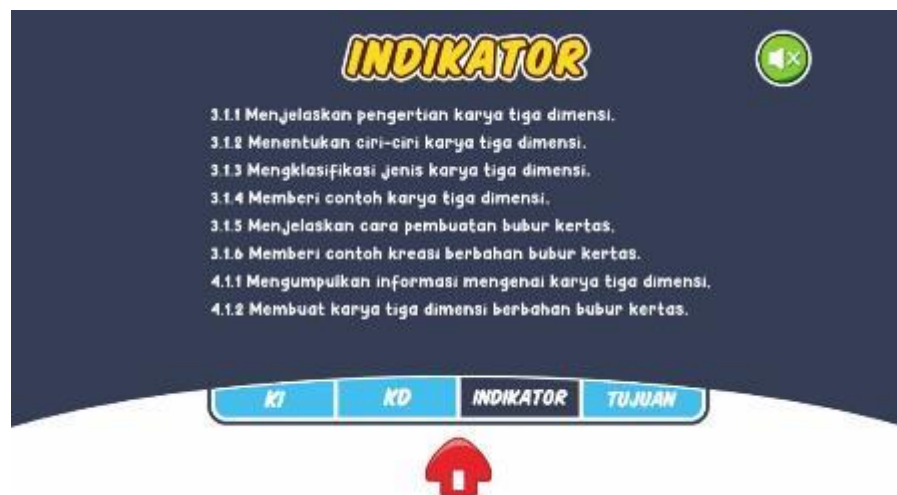 INDIKATOR
3.1.1 Menjelaskan pengertian karya tiga dimensi.
3.1.2 Menentukan ciri-ciri karya tiga dimensi.
3.1.3 Mengklasifikasi jenis karya tiga dimensi.
3.1.4 Memberi contoh karya tiga dimensi.
3.1.5 Menjelaskan cara pembuatan bubur kertas.
3.1.6 Memberi contoh kreasi berbahan bubur kertas.
4.1.1 Mengumpulkan informasi mengenai karya tiga dimensi.
4.1.2 Membuat karya tiga dimensi berbahan bubur kertas.
KI KD INDIKATOR TUJUAN